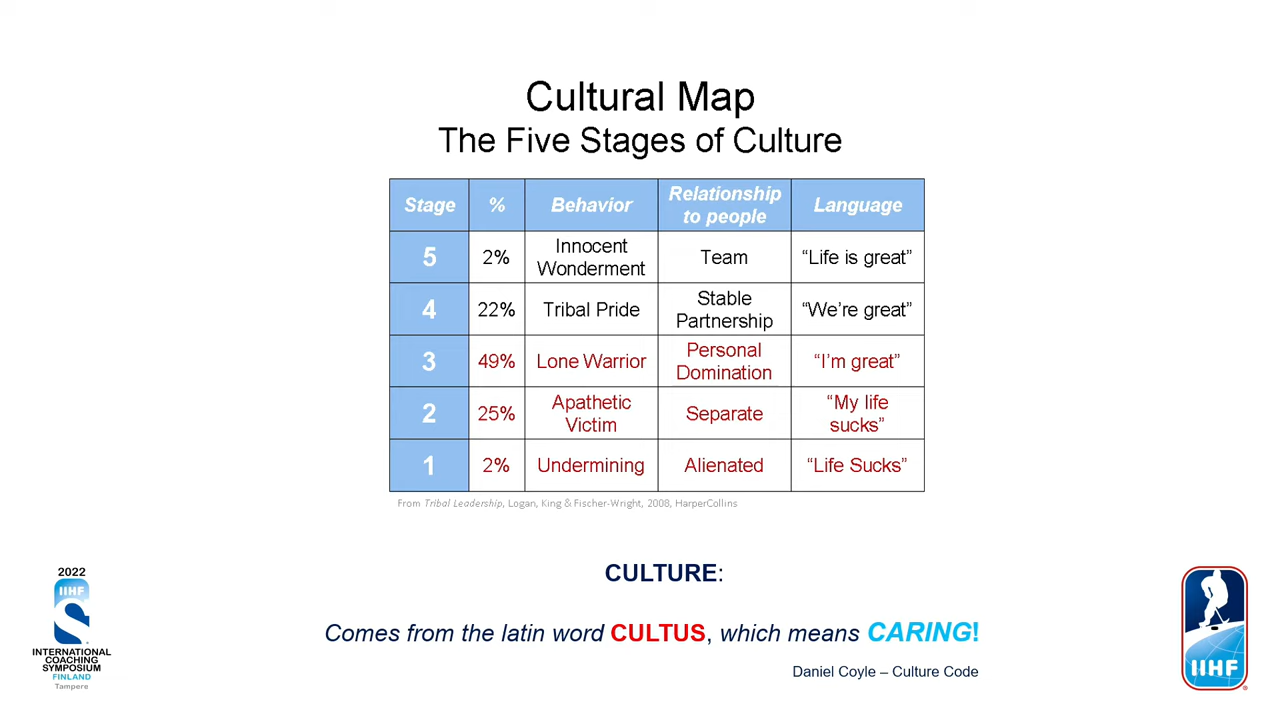 Cultural Map
The Five Stages of Culture
Stage % Behavior Relationship to people Language
5 2% Innocent Wonderment Team “Life is great”
4 22% Tribal Pride Stable Partnership “We’re great”
3 49% Lone Warrior Personal Domination “I’m great”
2 25% Apathetic Victim Separate “My life sucks”
1 2% Undermining Alienated “Life Sucks”
From Tribal Leadership, Logan, King & Fischer-Wright, 2008, HarperCollins
CULTURE:
Comes from the latin word CULTUS, which means CARING!
Daniel Coyle – Culture Code
2022
IIHF
S
INTERNATIONAL
COACHING
SYMPOSIUM
FINLAND
Tampere
IIHF
®